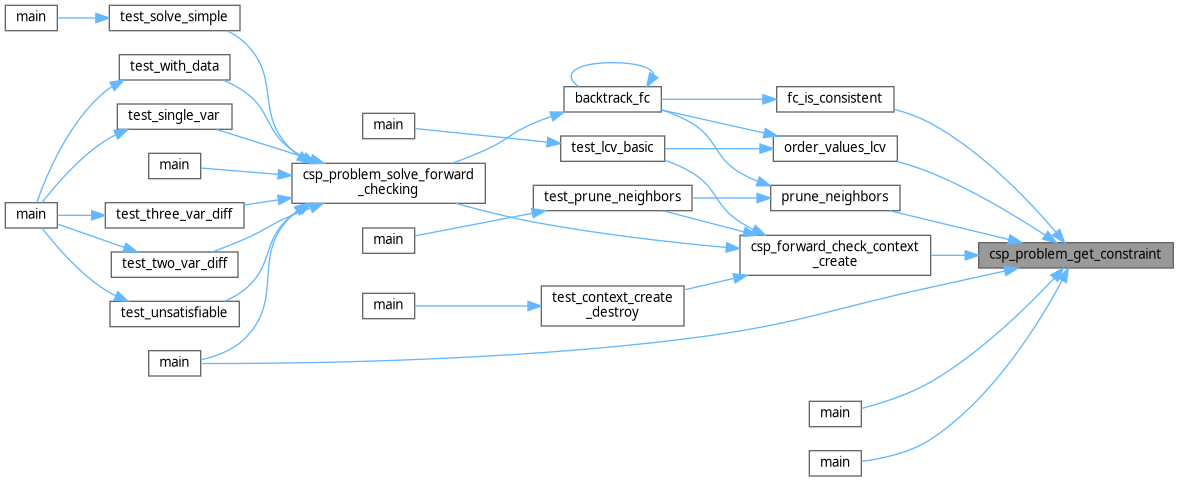 main
test_solve_simple
test_with_data
test_single_var
main
main
test_three_var_diff
test_two_var_diff
test_unsatisfiable
main
csp_problem_solve_forward
_checking
main
main
main
backtrack_fc
test_lcv_basic
test_prune_neighbors
test_context_create
_destroy
fc_is_consistent
order_values_lcv
prune_neighbors
csp_forward_check_context
_create
main
main
csp_problem_get_constraint